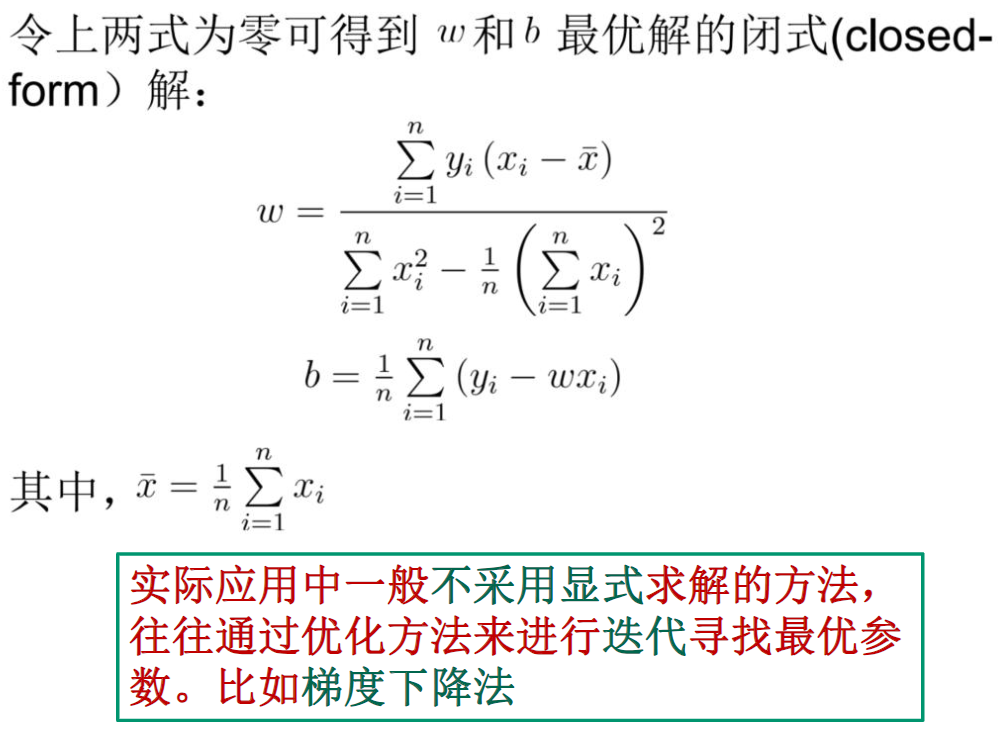 令上两式为零可得到 w和b 最优解的闭式(closed-
form）解：
w = \frac{\sum_{i=1}^{n} y_i (x_i - \bar{x})}{\sum_{i=1}^{n} x_i^2 - \frac{1}{n} \left( \sum_{i=1}^{n} x_i \right)^2}
b = \frac{1}{n} \sum_{i=1}^{n} (y_i - wx_i)
其中，\bar{x} = \frac{1}{n} \sum_{i=1}^{n} x_i
实际应用中一般不采用显式求解的方法，
往往通过优化方法来进行迭代寻找最优参
数。比如梯度下降法